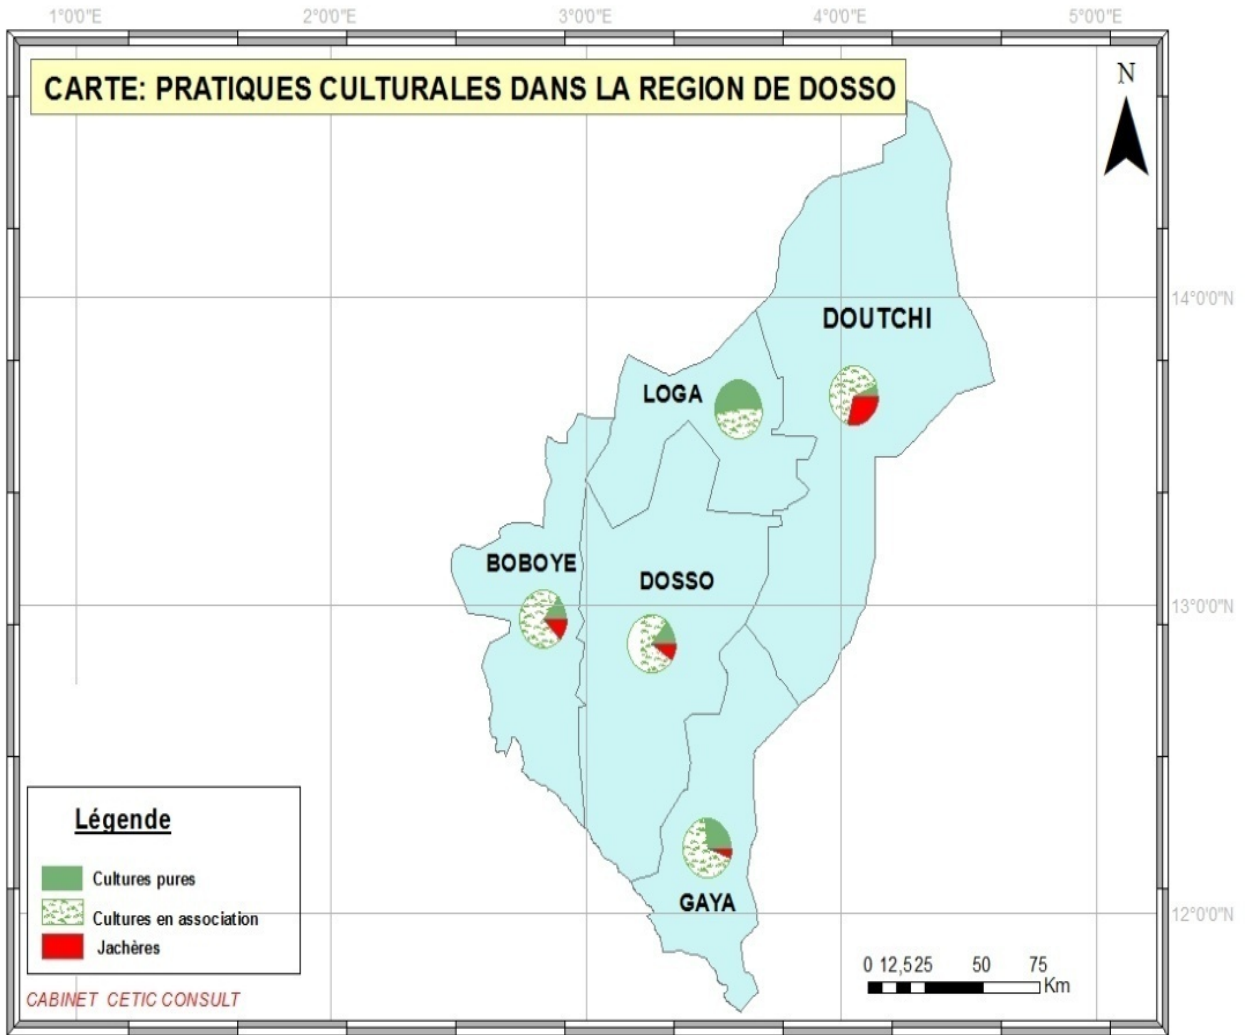 1°0'0"E 2°0'0"E 3°0'0"E 4°0'0"E 5°0'0"E
CARTE: PRATIQUES CULTURALES DANS LA REGION DE DOSSO
N
14°0'0"N
DOUTCHI
LOGA
BOBOYE
DOSSO
13°0'0"N
Légende
Cultures pures
Cultures en association
Jachères
GAYA
12°0'0"N
0 12,525 50 75
Km
CABINET CETIC CONSULT